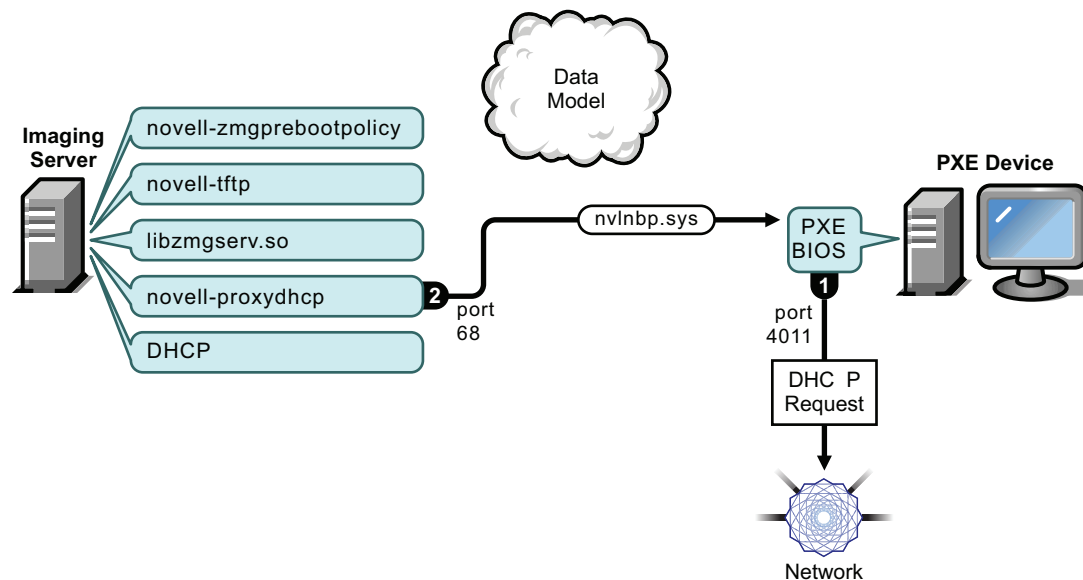 Data
Model
Imaging
Server
novell-zmgprebootpolicy
novell-tftp
libzmgserv.so
novell-proxydhcp
DHCP
2
port
68
nvlnbp.sys
PXE
BIOS
PXE Device
1
port
4011
DHC P
Request
Network